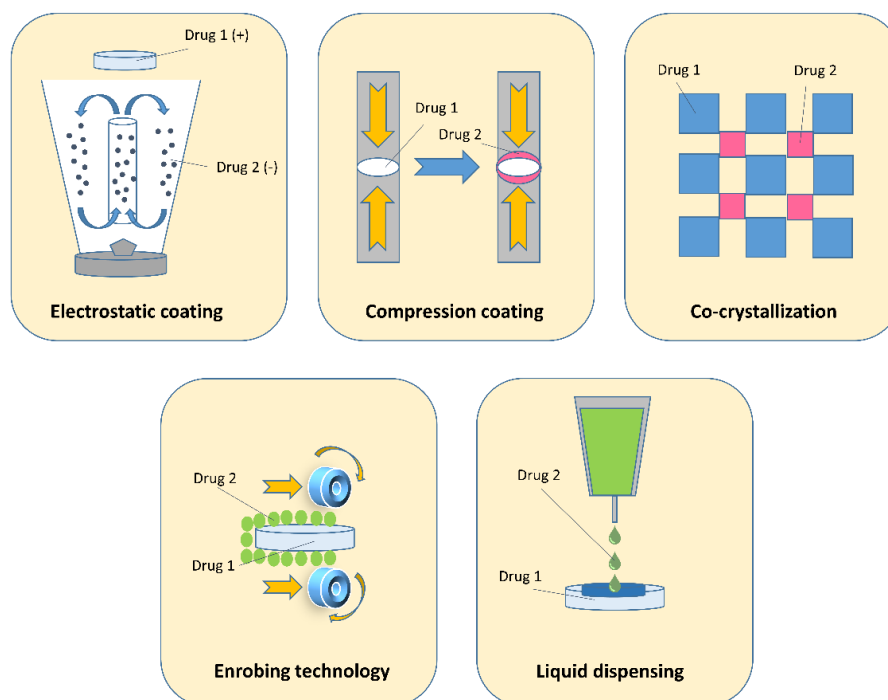 Drug 1 (+)
Drug 2 (-)
Electrostatic coating
Drug 1
Drug 2
Compression coating
Drug 1
Drug 2
Co-crystallization
Drug 2
Drug 1
Enrobing technology
Drug 2
Drug 1
Liquid dispensing